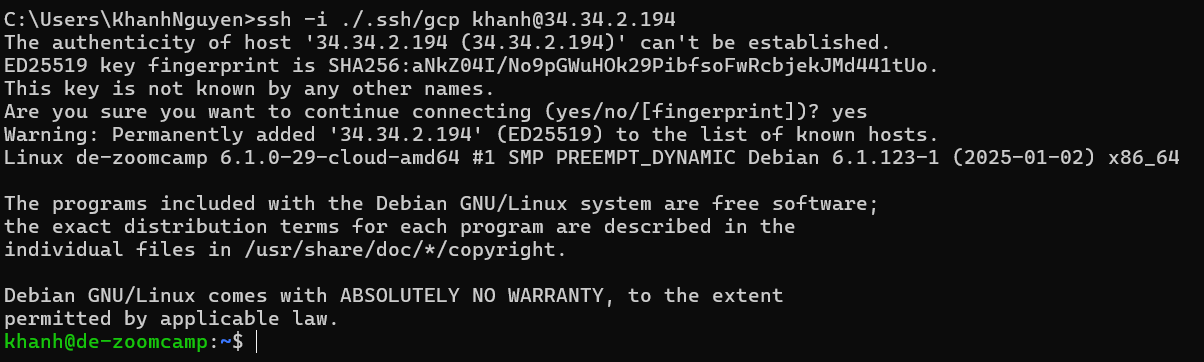 C:\Users\KhanhNguyen>ssh -i ./.ssh/gcp khanh@34.34.2.194
The authenticity of host '34.34.2.194 (34.34.2.194)' can't be established.
ED25519 key fingerprint is SHA256:aNkZ04I/No9pGWuHOk29PibfsoFwRcbjekJMd441tUo.
This key is not known by any other names.
Are you sure you want to continue connecting (yes/no/[fingerprint])? yes
Warning: Permanently added '34.34.2.194' (ED25519) to the list of known hosts.
Linux de-zoomcamp 6.1.0-29-cloud-amd64 #1 SMP PREEMPT_DYNAMIC Debian 6.1.123-1 (2025-01-02) x86_64

The programs included with the Debian GNU/Linux system are free software;
the exact distribution terms for each program are described in the
individual files in /usr/share/doc/*/copyright.

Debian GNU/Linux comes with ABSOLUTELY NO WARRANTY, to the extent
permitted by applicable law.
khanh@de-zoomcamp:~$